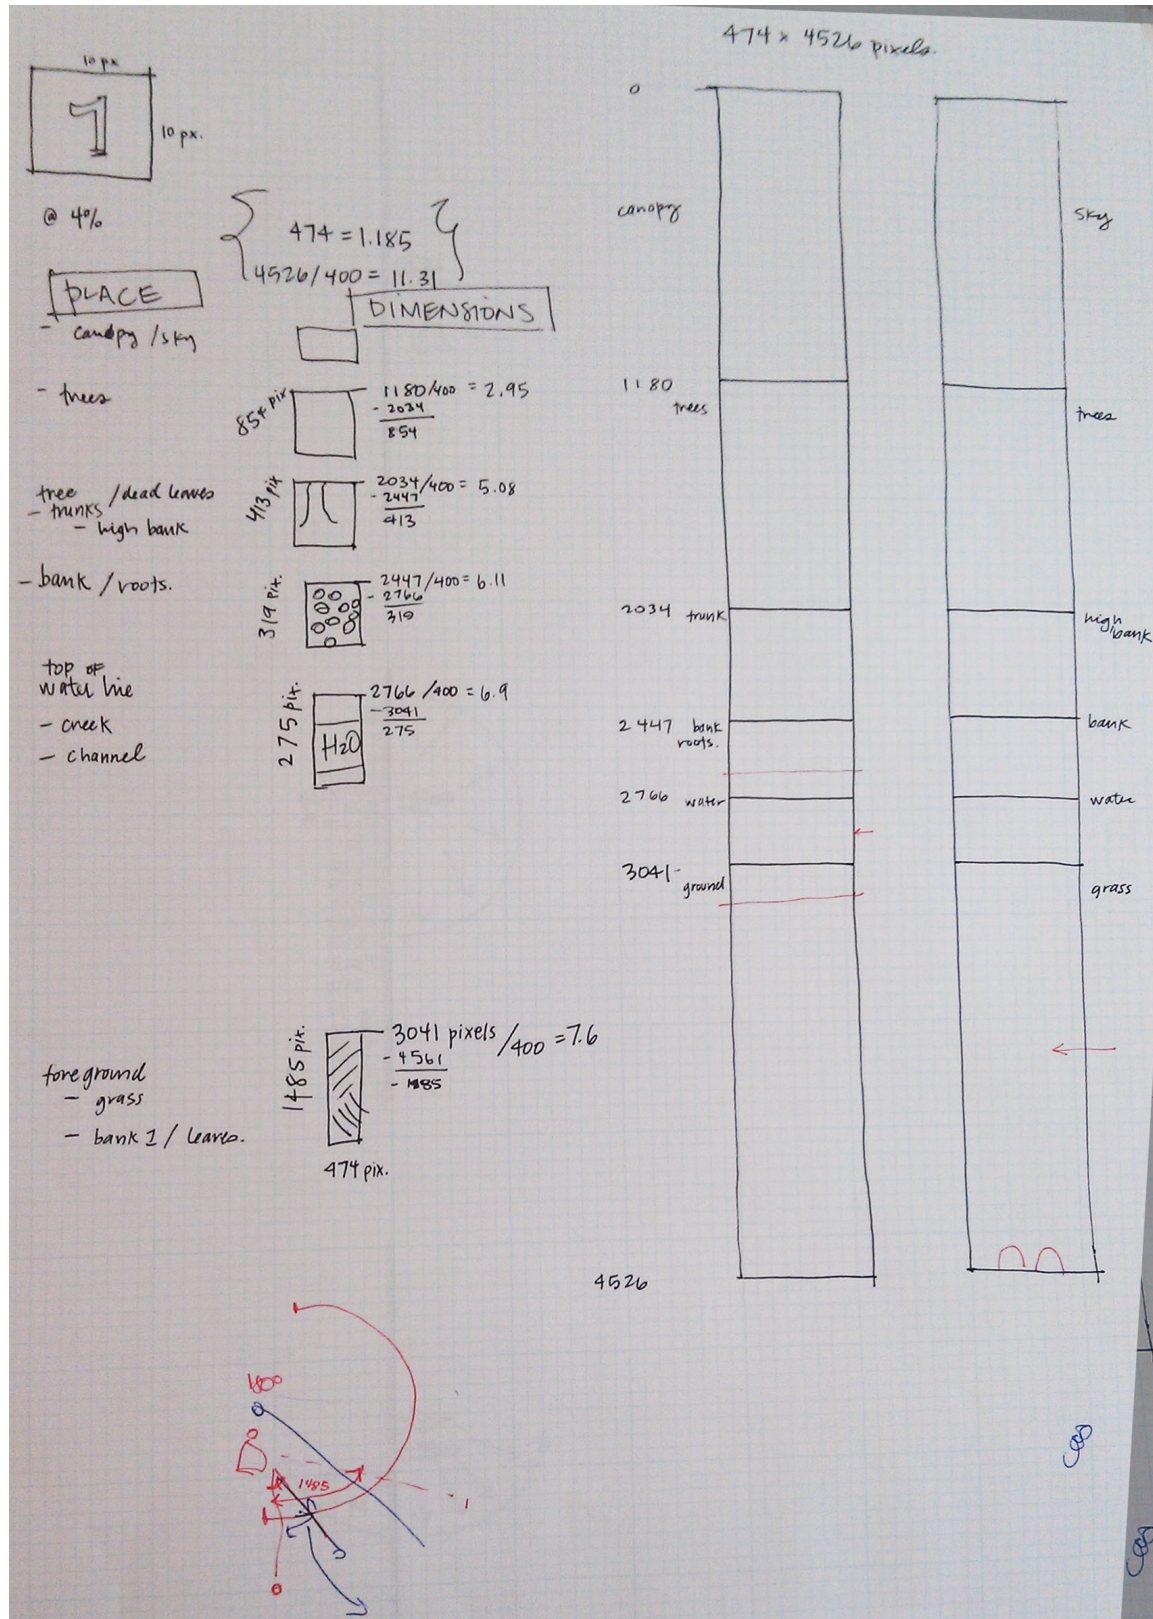 474 × 4526 pixels.
10 px
1
10 px.
@ 4%
474 = 1.185
4526/400 = 11.31
PLACE
DIMENSIONS
- canopy /sky
- trees
854 pix
1180/400 = 2.95
- 2034
854
tree /dead leaves
- trunks
- high bank
413 pix
2034/400 = 5.08
- 2447
413
- bank / roots.
319 pix.
2447/400 = 6.11
- 2766
319
top of
water line
- creek
- channel
275 pix.
H20
2766/400 = 6.9
- 3041
275
foreground
- grass
- bank 1 / leaves.
1485 pix.
3041 pixels/400 = 7.6
- 4561
- 1485
474 pix.
0
canopy
1180
trees
2034 trunk
2447 bank
roots.
2766 water
3041-
ground
4526
sky
trees
high
bank
bank
water
grass
180°
1485